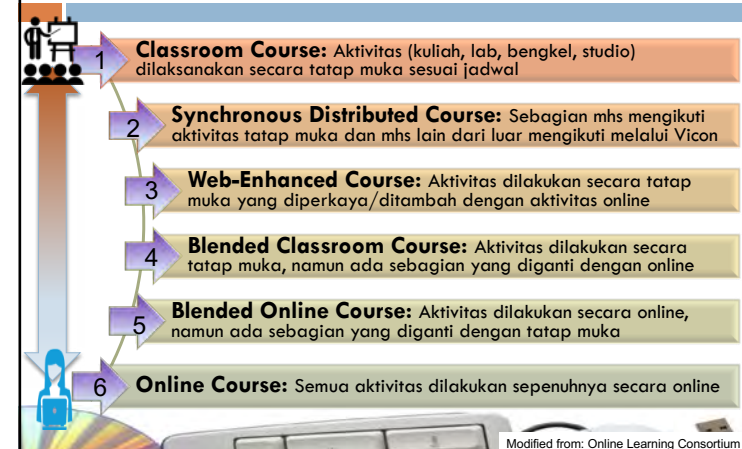 1
Classroom Course: Aktivitas (kuliah, lab, bengkel, studio)
dilaksanakan secara tatap muka sesuai jadwal
2
Synchronous Distributed Course: Sebagian mhs mengikuti
aktivitas tatap muka dan mhs lain dari luar mengikuti melalui Vicon
3
Web-Enhanced Course: Aktivitas dilakukan secara tatap
muka yang diperkaya/ditambah dengan aktivitas online
4
Blended Classroom Course: Aktivitas dilakukan secara
tatap muka, namun ada sebagian yang diganti dengan online
5
Blended Online Course: Aktivitas dilakukan secara online,
namun ada sebagian yang diganti dengan tatap muka
6
Online Course: Semua aktivitas dilakukan sepenuhnya secara online
Modified from: Online Learning Consortium